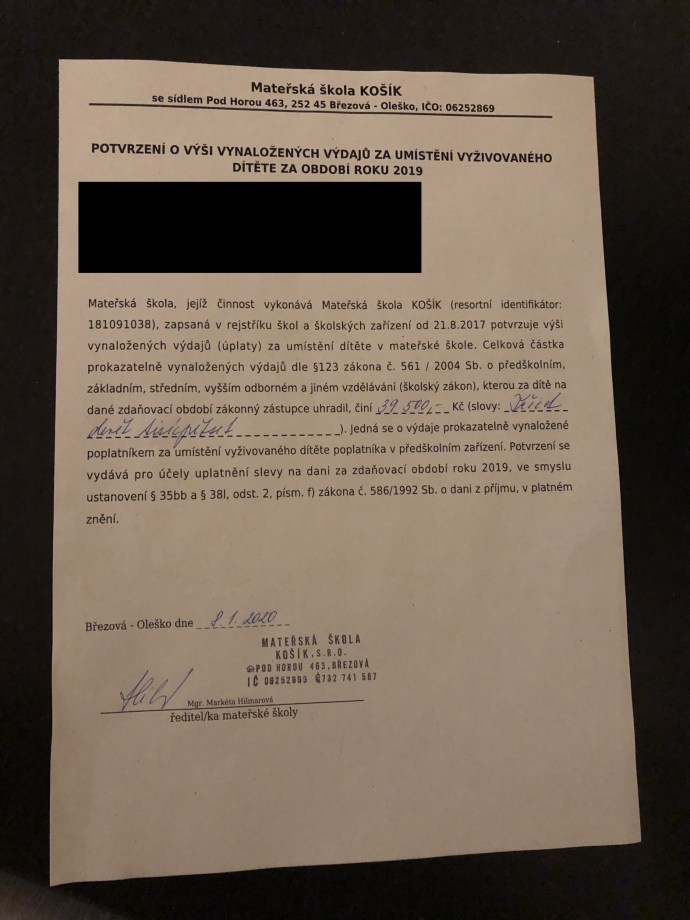 Mateřská škola KOŠÍK
se sídlem Pod Horou 463, 252 45 Březová - Oleško, IČO: 06252869
POTVRZENÍ O VÝŠI VYNALOŽENÝCH VÝDAJŮ ZA UMÍSTĚNÍ VYŽIVOVANÉHO
DÍTĚTE ZA OBDOBÍ ROKU 2019
Mateřská škola, jejíž činnost vykonává Mateřská škola KOŠÍK (resortní identifikátor:
181091038), zapsaná v rejstříku škol a školských zařízení od 21.8.2017 potvrzuje výši
vynaložených výdajů (úplaty) za umístění dítěte v mateřské škole. Celková částka
prokazatelně vynaložených výdajů dle §123 zákona č. 561 / 2004 Sb. o předškolním,
základním, středním, vyšším odborném a jiném vzdělávání (školský zákon), kterou za dítě na
dané zdaňovací období zákonný zástupce uhradil, činí 39 500,- Kč (slovy: Třicet
devět tisícpětset ). Jedná se o výdaje prokazatelně vynaložené
poplatníkem za umístění vyživovaného dítěte poplatníka v předškolním zařízení. Potvrzení se
vydává pro účely uplatnění slevy na dani za zdaňovací období roku 2019, ve smyslu
ustanovení § 35bb a § 38l, odst. 2, písm. f) zákona č. 586/1992 Sb. o dani z příjmu, v platném
znění.
Březová - Oleško dne 8.1.2020
MATEŘSKÁ ŠKOLA
KOŠÍK,S.R.O.
POD HOROU 463,BŘEZOVÁ
IČ 06252869 732 741 587
Mgr. Markéta Hilmarová
ředitel/ka mateřské školy